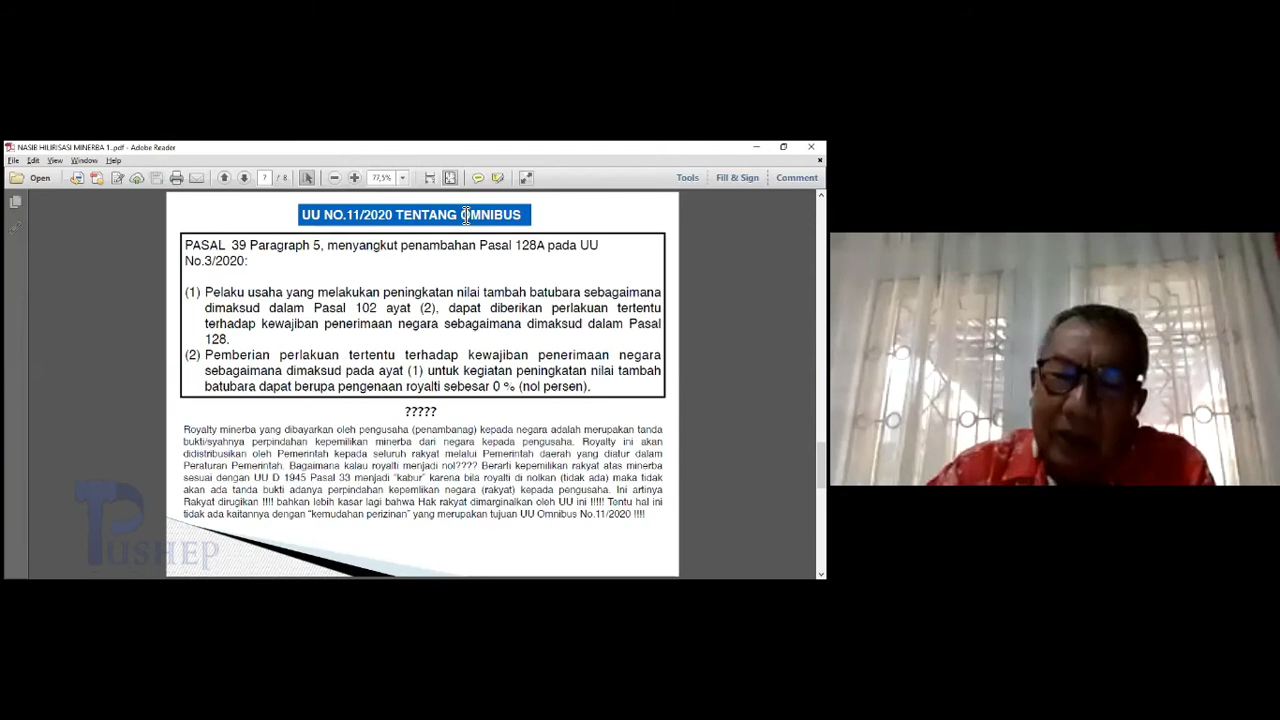 NASIB HILIRISASI MINERBA 1..pdf - Adobe Reader
File Edit View Window Help
Open 7 / 8 77,5% Tools Fill & Sign Comment
UU NO.11/2020 TENTANG OMNIBUS
PASAL 39 Paragraph 5, menyangkut penambahan Pasal 128A pada UU
No.3/2020:
(1) Pelaku usaha yang melakukan peningkatan nilai tambah batubara sebagaimana
dimaksud dalam Pasal 102 ayat (2), dapat diberikan perlakuan tertentu
terhadap kewajiban penerimaan negara sebagaimana dimaksud dalam Pasal
128.
(2) Pemberian perlakuan tertentu terhadap kewajiban penerimaan negara
sebagaimana dimaksud pada ayat (1) untuk kegiatan peningkatan nilai tambah
batubara dapat berupa pengenaan royalti sebesar 0 % (nol persen).
?????
Royalty minerba yang dibayarkan oleh pengusaha (penambanag) kepada negara adalah merupakan tanda
bukti/syahnya perpindahan kepemilikan minerba dari negara kepada pengusaha. Royalty ini akan
didistribusikan oleh Pemerintah kepada seluruh rakyat melalui Pemerintah daerah yang diatur dalam
Peraturan Pemerintah. Bagaimana kalau royalti menjadi nol???? Berarti kepemilikan rakyat atas minerba
sesuai dengan UU D 1945 Pasal 33 menjadi “kabur” karena bila royalti di nolkan (tidak ada) maka tidak
akan ada tanda bukti adanya perpindahan kepemlikan negara (rakyat) kepada pengusaha. Ini artinya
Rakyat dirugikan !!!! bahkan lebih kasar lagi bahwa Hak rakyat dimarginalkan oleh UU ini !!!!! Tentu hal ini
tidak ada kaitannya dengan “kemudahan perizinan” yang merupakan tujuan UU Omnibus No.11/2020 !!!!
PUSHEP